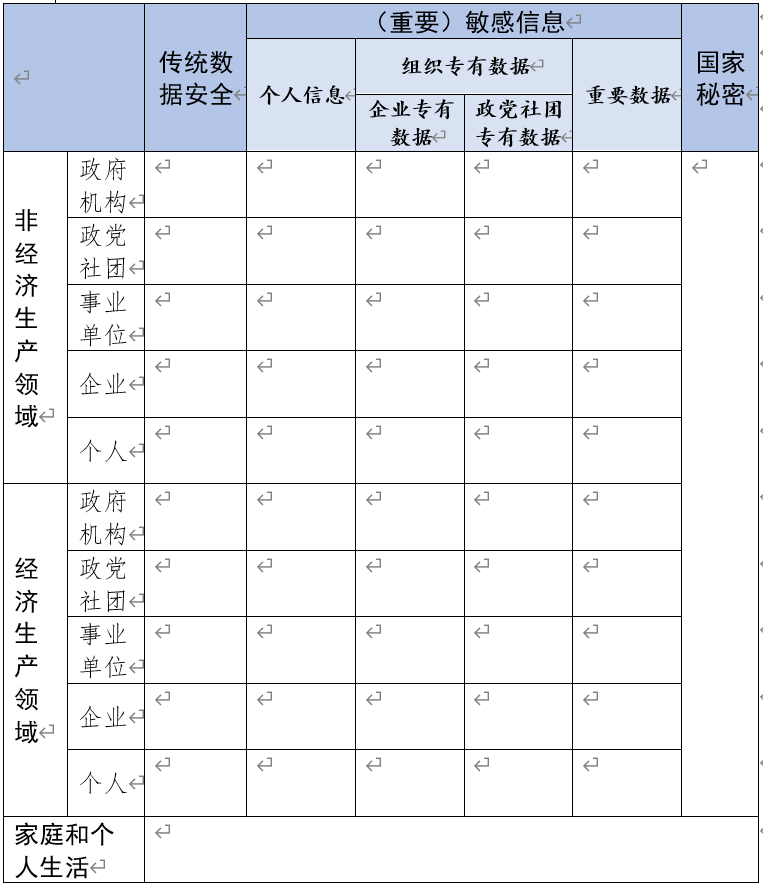 （重要）敏感信息
传统数
据安全
个人信息
组织专有数据
企业专有
数据
政党社团
专有数据
重要数据
国家
秘密
非
经
济
生
产
领
域
政府
机构
政党
社团
事业
单位
企业
个人
经
济
生
产
领
域
政府
机构
政党
社团
事业
单位
企业
个人
家庭和个
人生活